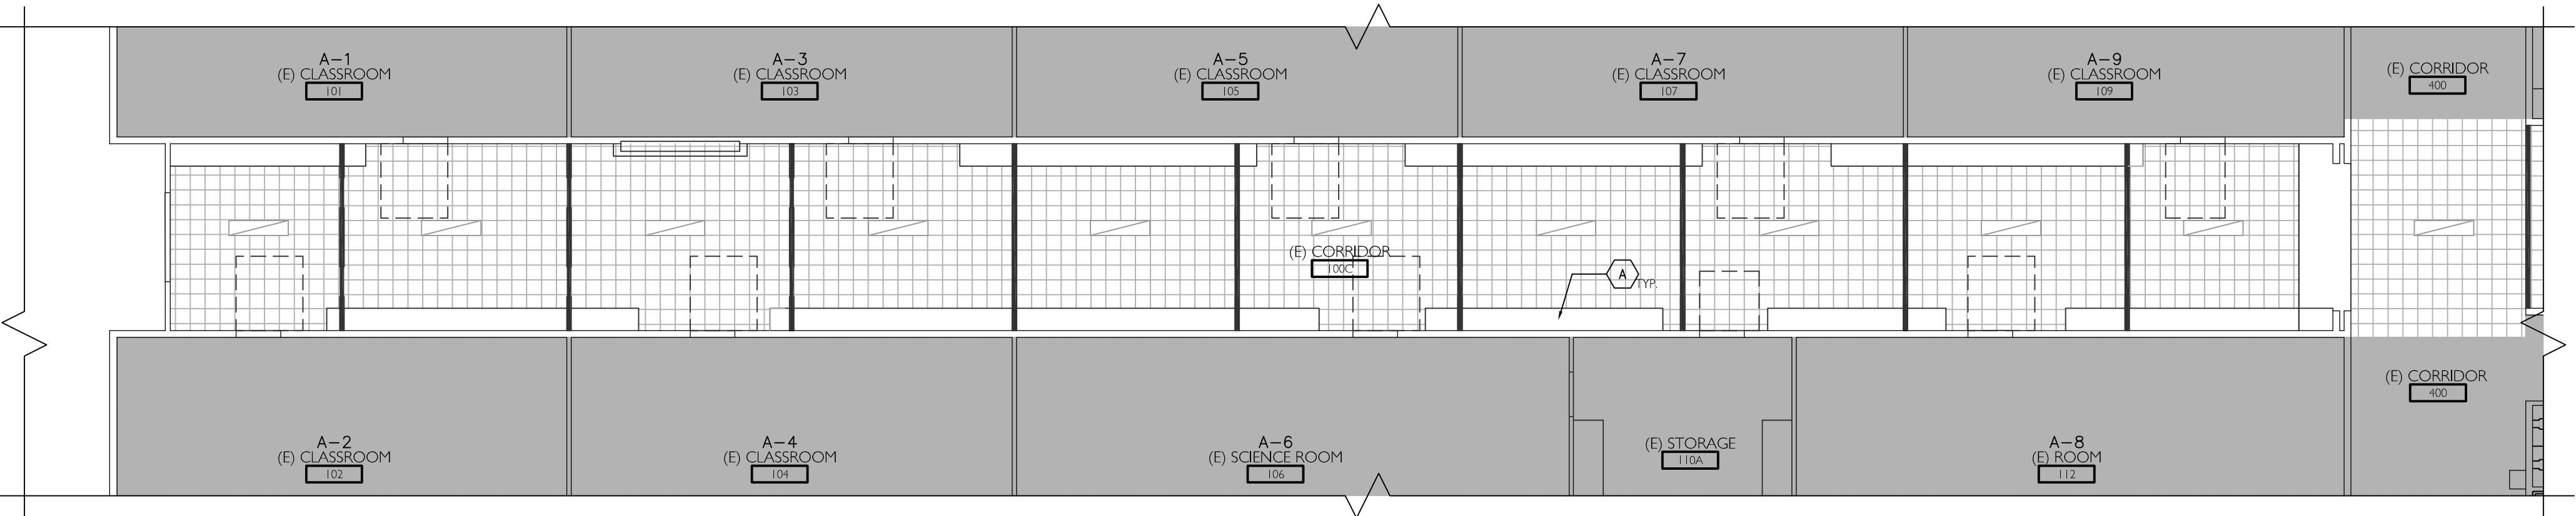 A-1
(E) CLASSROOM
101
A-3
(E) CLASSROOM
103
A-5
(E) CLASSROOM
105
A-7
(E) CLASSROOM
107
A-9
(E) CLASSROOM
109
(E) CORRIDOR
400
(E) CORRIDOR
100C
A
TYP.
A-2
(E) CLASSROOM
102
A-4
(E) CLASSROOM
104
A-6
(E) SCIENCE ROOM
106
(E) STORAGE
110A
A-8
(E) ROOM
112
(E) CORRIDOR
400